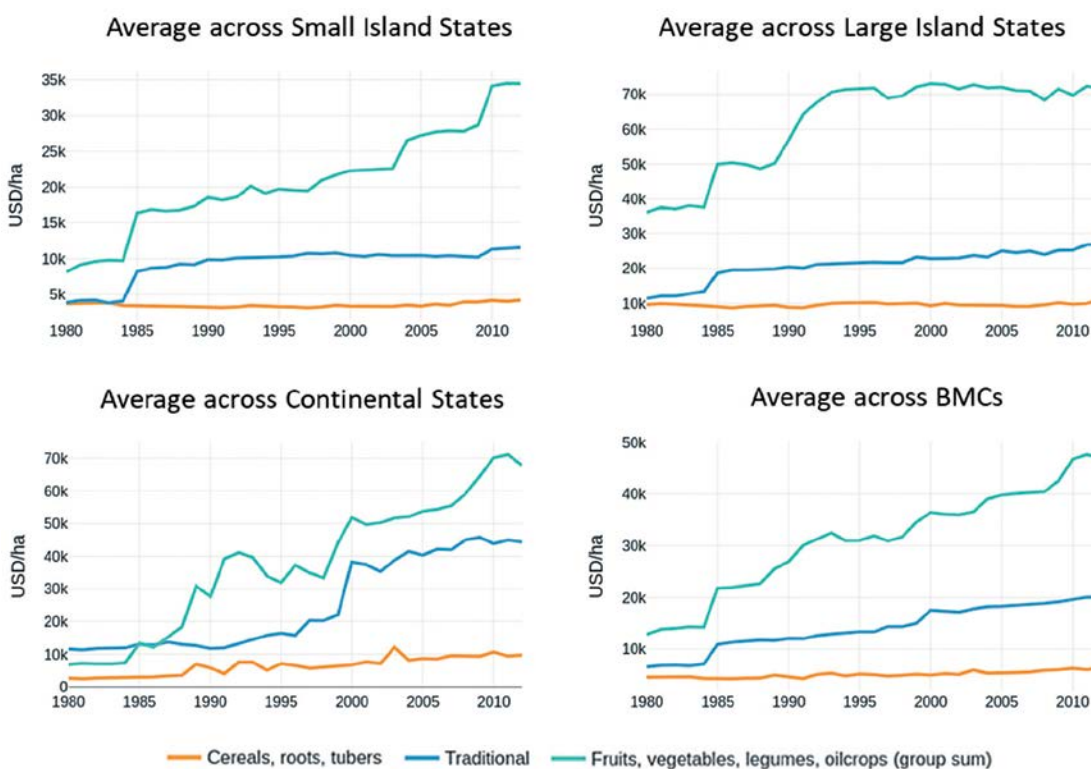 Average across Small Island States
Average across Large Island States
USD/ha
35k
30k
25k
20k
15k
10k
5k
1980 1985 1990 1995 2000 2005 2010
USD/ha
70k
60k
50k
40k
30k
20k
10k
1980 1985 1990 1995 2000 2005 2010
Average across Continental States
Average across BMCs
USD/ha
70k
60k
50k
40k
30k
20k
10k
0
1980 1985 1990 1995 2000 2005 2010
USD/ha
50k
40k
30k
20k
10k
1980 1985 1990 1995 2000 2005 2010
Cereals, roots, tubers Traditional Fruits, vegetables, legumes, oilcrops (group sum)